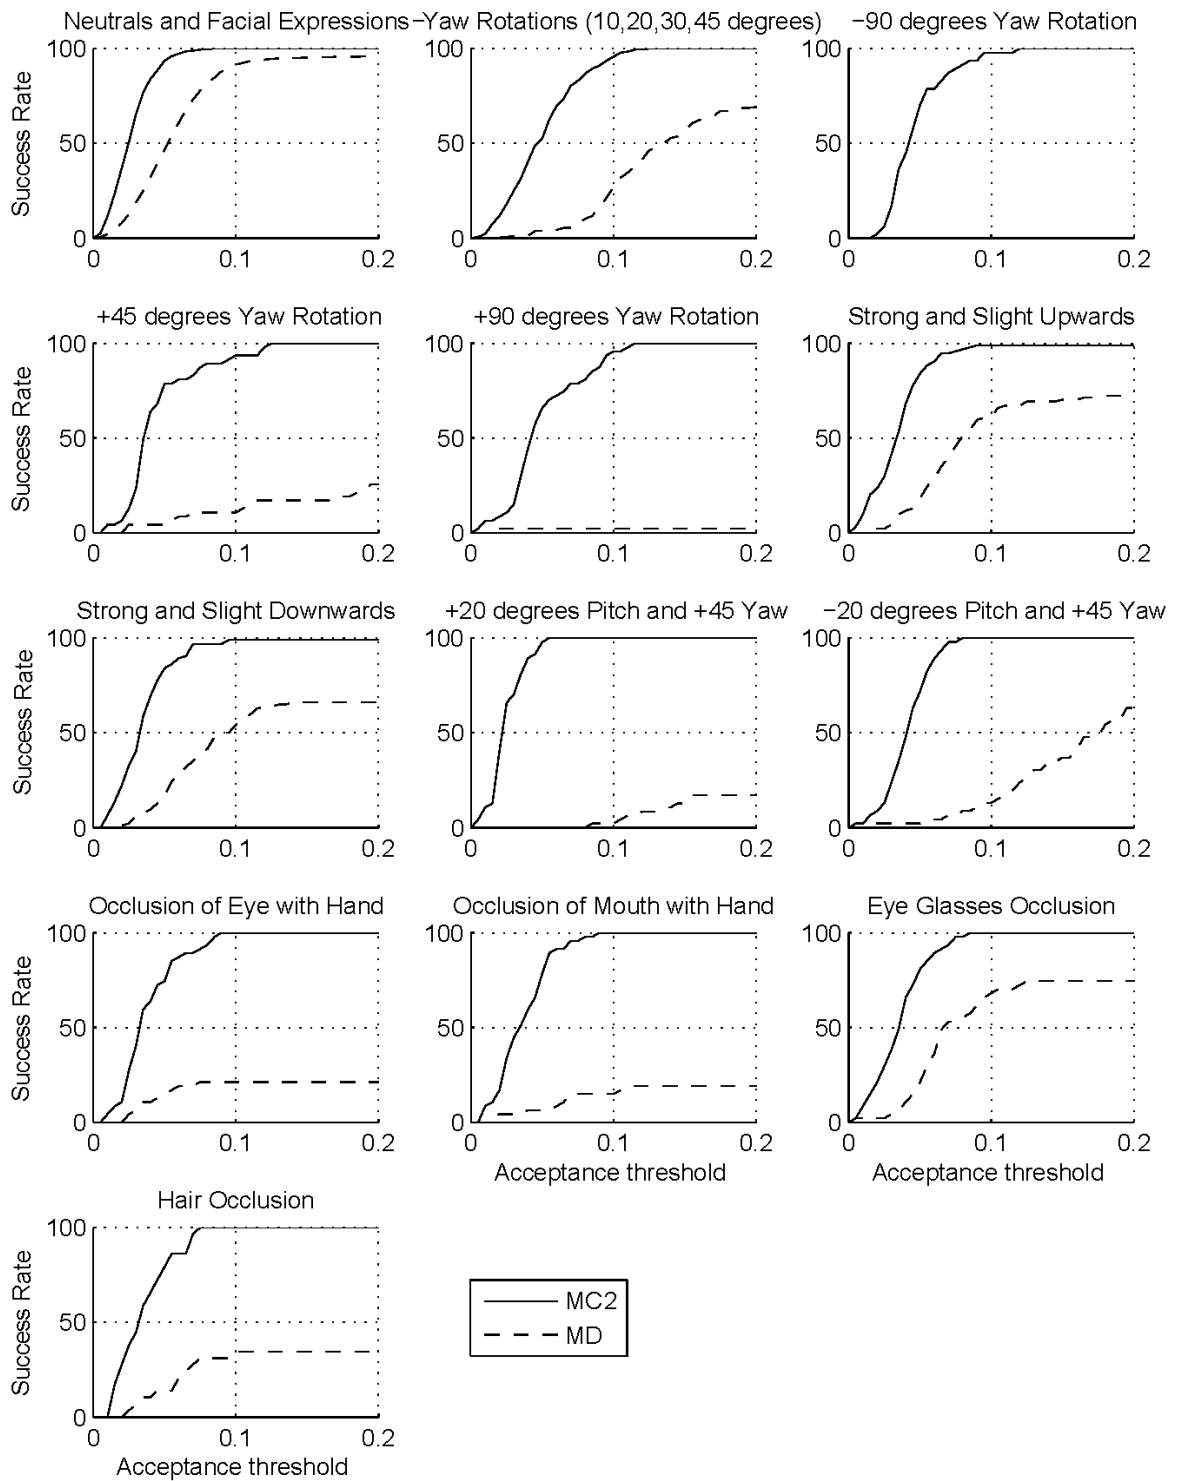 Neutrals and Facial Expressions
−Yaw Rotations (10,20,30,45 degrees)
−90 degrees Yaw Rotation
Success Rate
100
50
0
0 0.1 0.2
100
50
0
0 0.1 0.2
100
50
0
0 0.1 0.2
+45 degrees Yaw Rotation
+90 degrees Yaw Rotation
Strong and Slight Upwards
Success Rate
100
50
0
0 0.1 0.2
100
50
0
0 0.1 0.2
100
50
0
0 0.1 0.2
Strong and Slight Downwards
+20 degrees Pitch and +45 Yaw
−20 degrees Pitch and +45 Yaw
Success Rate
100
50
0
0 0.1 0.2
100
50
0
0 0.1 0.2
100
50
0
0 0.1 0.2
Occlusion of Eye with Hand
Occlusion of Mouth with Hand
Eye Glasses Occlusion
Success Rate
100
50
0
0 0.1 0.2
100
50
0
0 0.1 0.2
Acceptance threshold
100
50
0
0 0.1 0.2
Acceptance threshold
Hair Occlusion
Success Rate
100
50
0
0 0.1 0.2
Acceptance threshold
MC2
MD